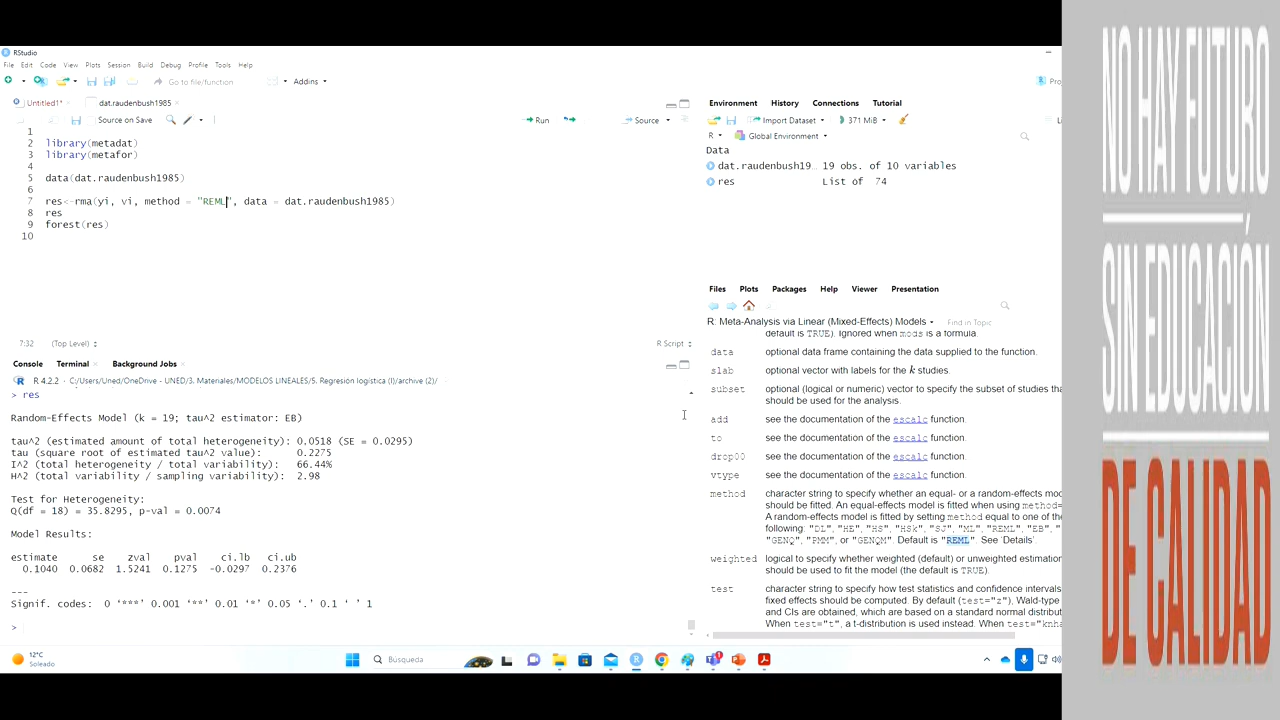 RStudio
File Edit Code View Plots Session Build Debug Profile Tools Help
Go to file/function
Addins
Untitled1*
dat.raudenbush1985
Source on Save
Run
Source
1
2 library(metadat)
3 library(metafor)
4
5 data(dat.raudenbush1985)
6
7 res<-rma(yi, vi, method = "REML", data = dat.raudenbush1985)
8 res
9 forest(res)
10
7:32 (Top Level)
R Script
Console Terminal Background Jobs
R 4.2.2 · C:/Users/Uned/OneDrive - UNED/3. Materiales/MODELOS LINEALES/5. Regresion logistica (I)/archive (2)/
> res
Random-Effects Model (k = 19; tau^2 estimator: EB)
tau^2 (estimated amount of total heterogeneity): 0.0518 (SE = 0.0295)
tau (square root of estimated tau^2 value): 0.2275
I^2 (total heterogeneity / total variability): 66.44%
H^2 (total variability / sampling variability): 2.98
Test for Heterogeneity:
Q(df = 18) = 35.8295, p-val = 0.0074
Model Results:
estimate se zval pval ci.lb ci.ub
0.1040 0.0682 1.5241 0.1275 -0.0297 0.2376
---
Signif. codes: 0 '***' 0.001 '**' 0.01 '*' 0.05 '.' 0.1 ' ' 1
>
Environment History Connections Tutorial
Import Dataset
371 MiB
R
Global Environment
Data
dat.raudenbush19… 19 obs. of 10 variables
res List of 74
Files Plots Packages Help Viewer Presentation
R: Meta-Analysis via Linear (Mixed-Effects) Models
Find in Topic
default is TRUE). Ignored when mods is a formula.
data optional data frame containing the data supplied to the function.
slab optional vector with labels for the k studies.
subset optional (logical or numeric) vector to specify the subset of studies tha
should be used for the analysis.
add see the documentation of the escalc function.
to see the documentation of the escalc function.
drop00 see the documentation of the escalc function.
vtype see the documentation of the escalc function.
method character string to specify whether an equal- or a random-effects mod
should be fitted. An equal-effects model is fitted when using method=
A random-effects model is fitted by setting method equal to one of the
following: "DL", "HE", "HS", "HSk", "SJ", "ML", "REML", "EB", "
"GENQ", "PMM", or "GENQM". Default is "REML". See 'Details'.
weighted logical to specify whether weighted (default) or unweighted estimation
should be used to fit the model (the default is TRUE).
test character string to specify how test statistics and confidence intervals
fixed effects should be computed. By default (test="z"), Wald-type
and CIs are obtained, which are based on a standard normal distribut
When test="t", a t-distribution is used instead. When test="knha
12°C
Soleado
Búsqueda
NO HAY FUTURO
SIN EDUCACIÓN
DE CALIDAD